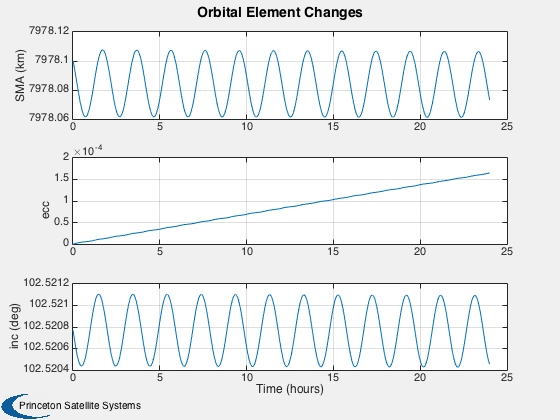 Orbital Element Changes
7978.12
7978.1
7978.08
7978.06
SMA (km)
0 5 10 15 20 25
2 ×10⁻⁴
1.5
1
0.5
0
ecc
0 5 10 15 20 25
102.5212
102.521
102.5208
102.5206
102.5204
inc (deg)
0 5 10 15 20 25
Time (hours)
Princeton Satellite Systems